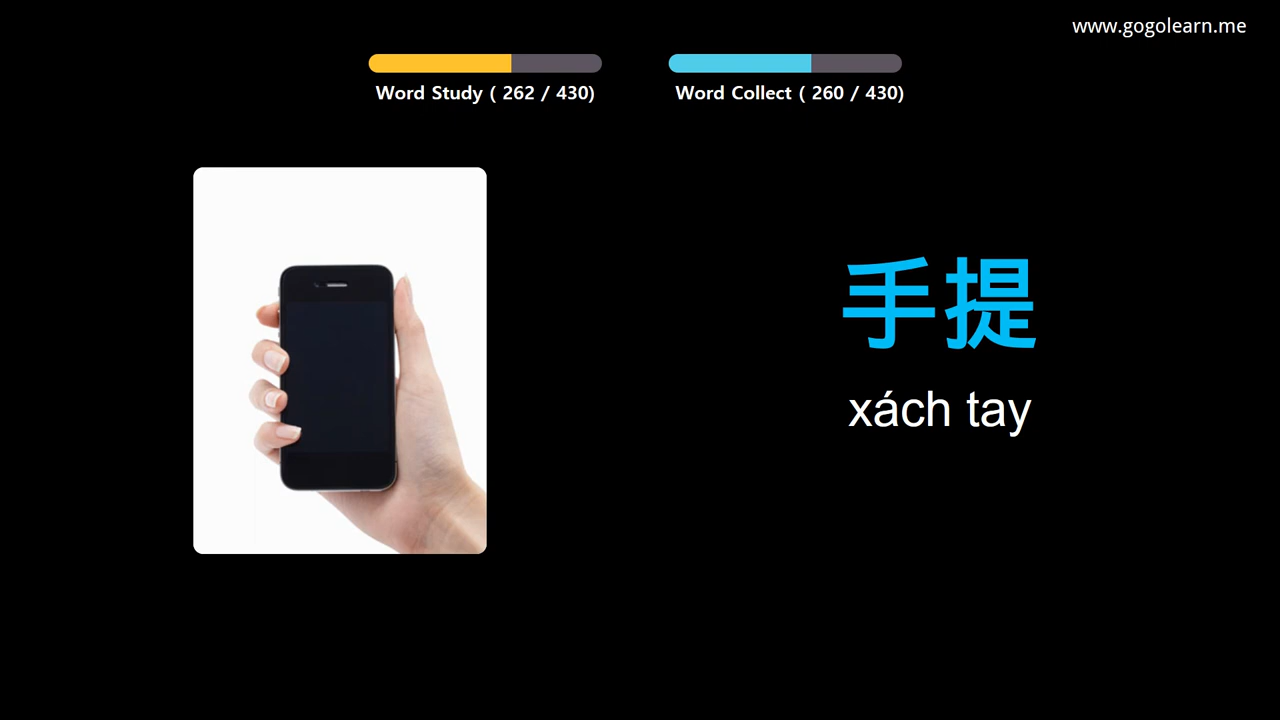 www.gogolearn.me
Word Study ( 262 / 430)
Word Collect ( 260 / 430)
手提
xách tay